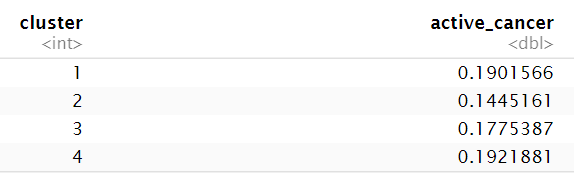 cluster active_cancer
<int> <dbl>
1 0.1901566
2 0.1445161
3 0.1775387
4 0.1921881